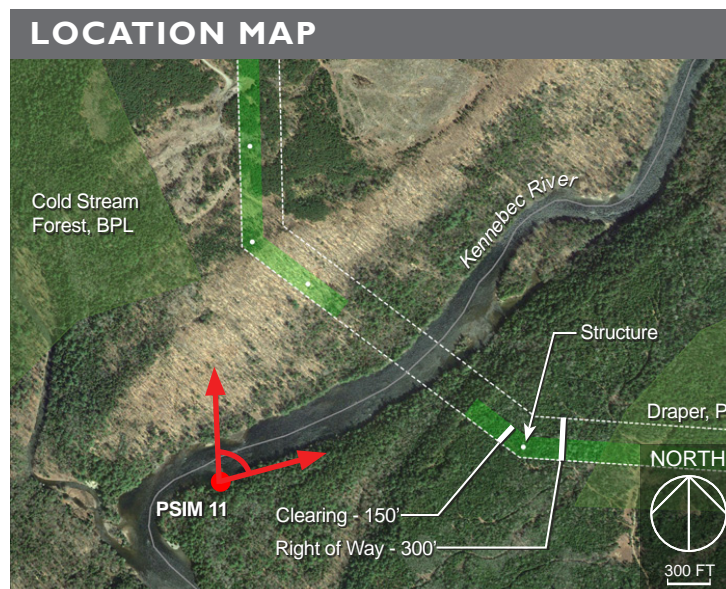 LOCATION MAP
Cold Stream
Forest, BPL
Kennebec River
Structure
Draper, P
NORTH
PSIM 11
Clearing - 150'
Right of Way - 300'
300 FT